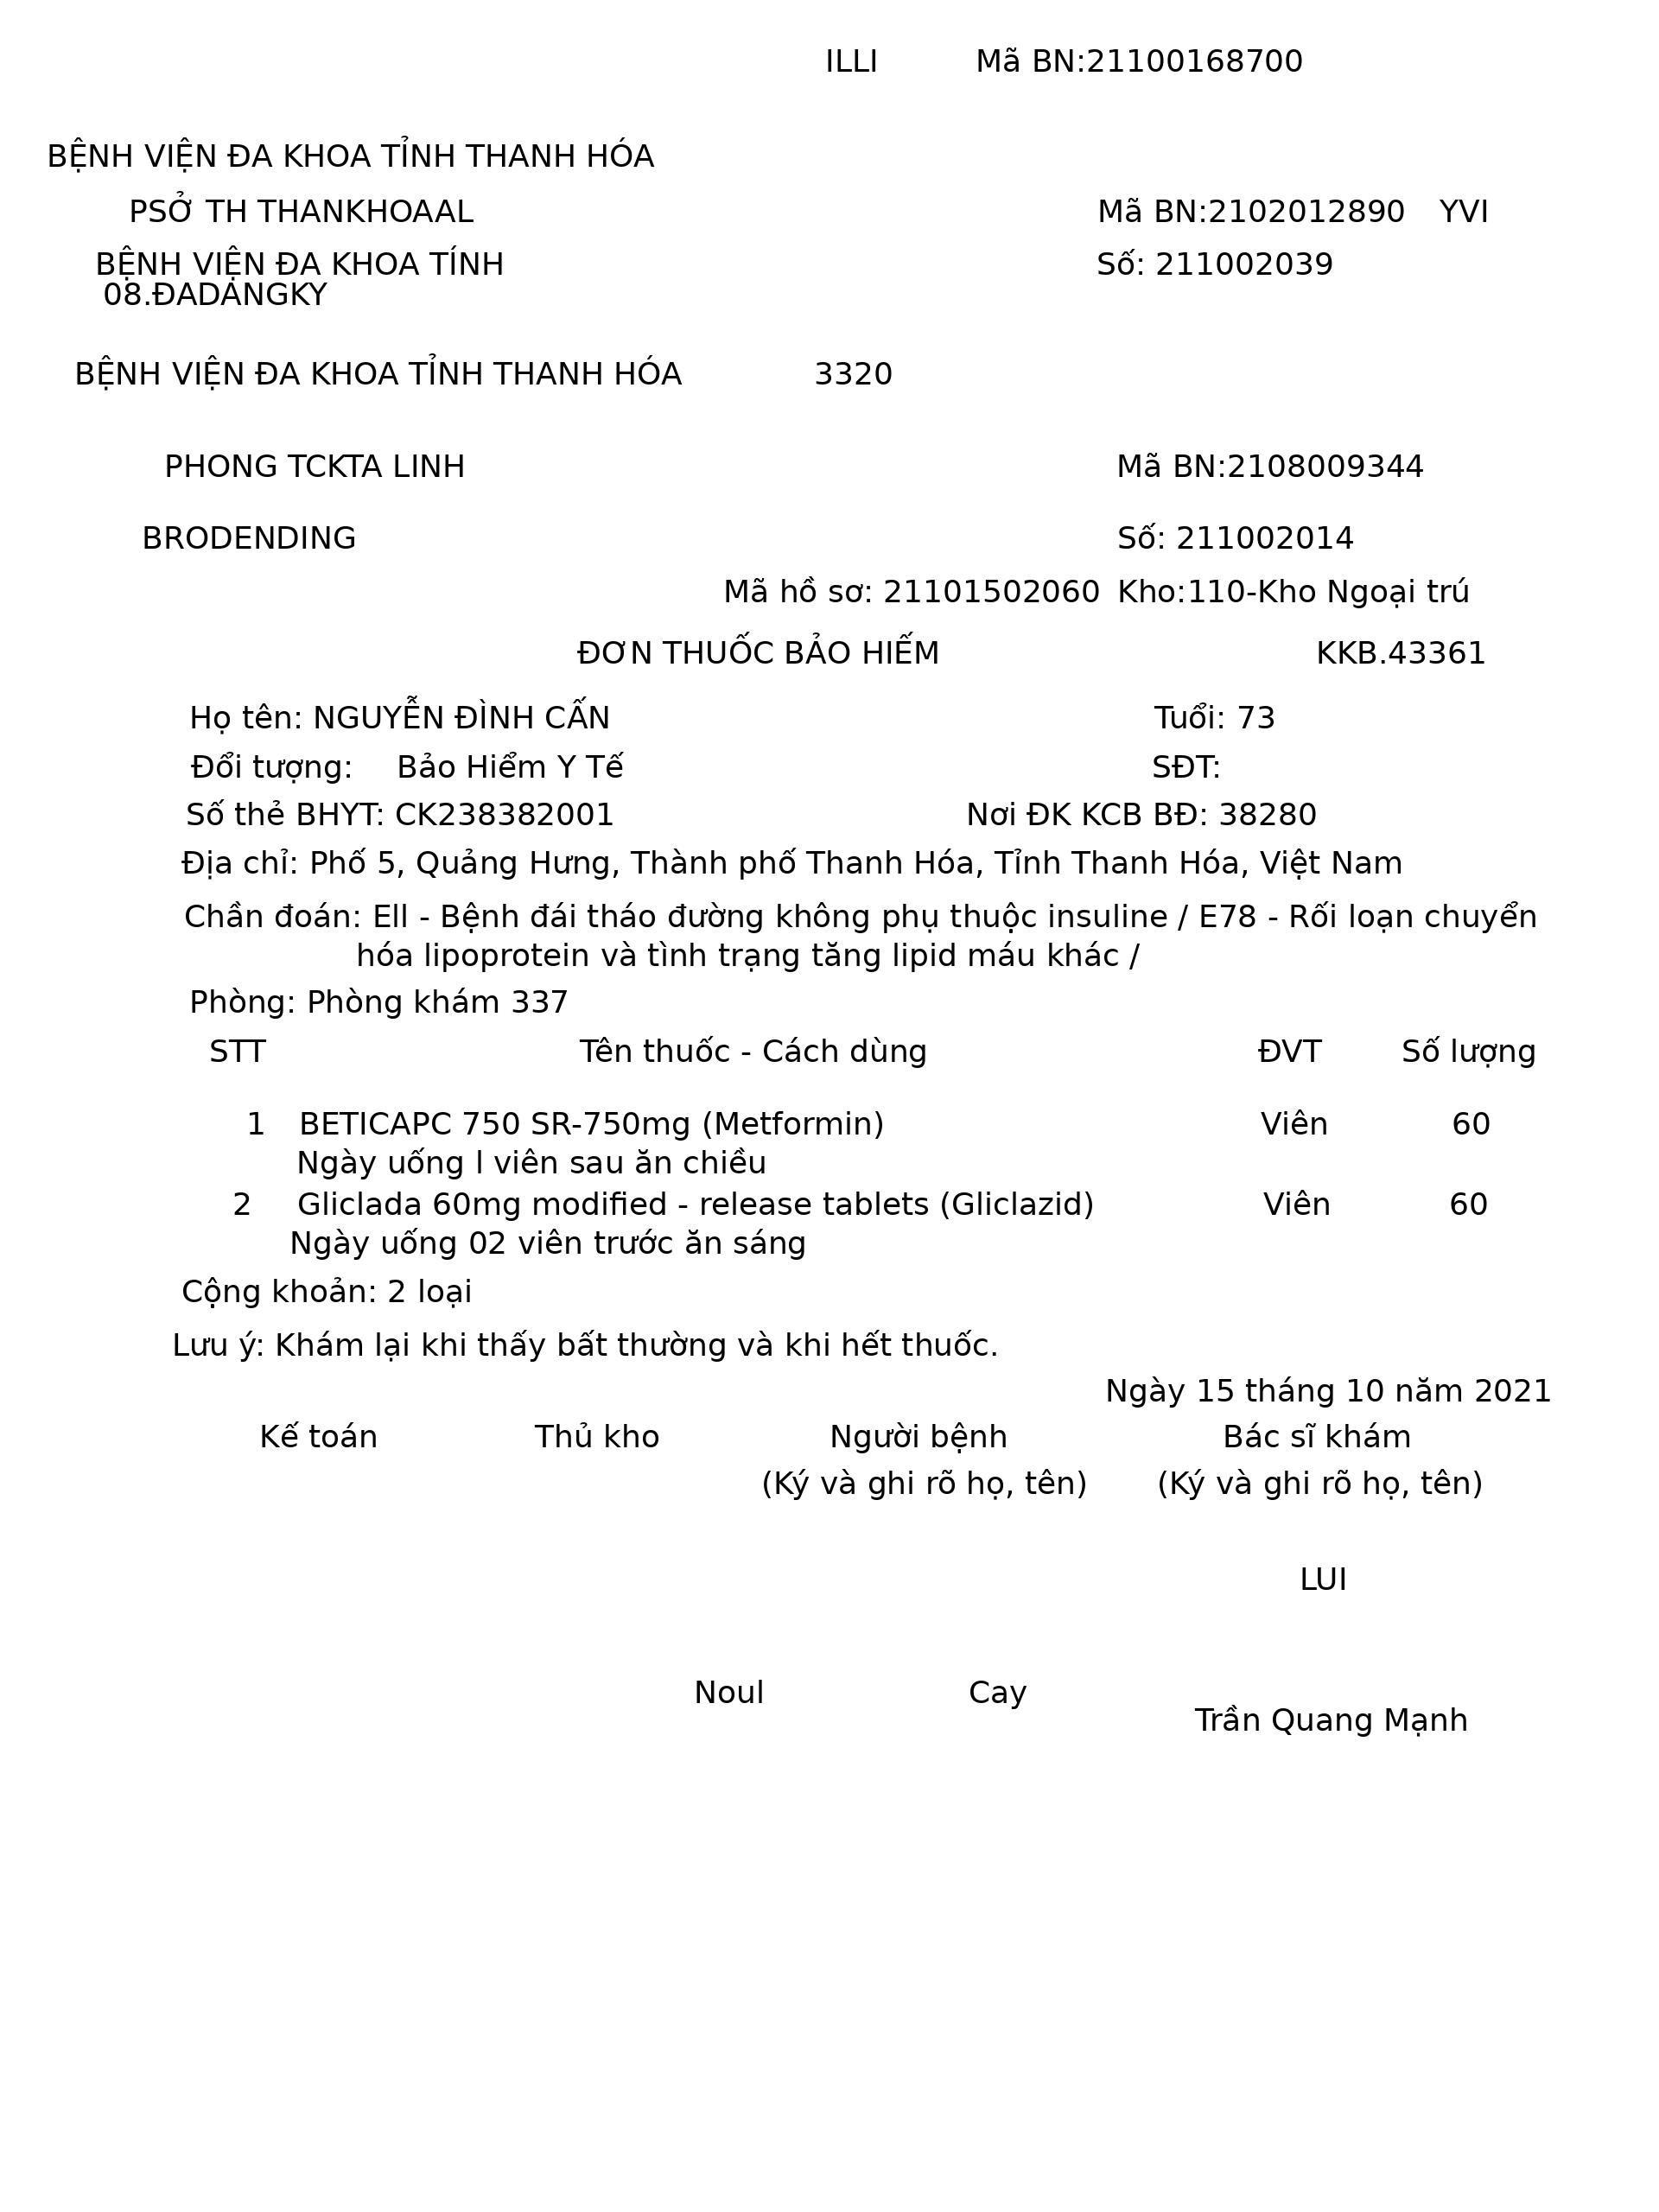 ILLI Mã BN:21100168700
BỆNH VIỆN ĐA KHOA TỈNH THANH HÓA
PSỞ TH THANKHOAAL Mã BN:2102012890 YVI
BỆNH VIỆN ĐA KHOA TÍNH Số: 211002039
08.ĐADANGKY
BỆNH VIỆN ĐA KHOA TỈNH THANH HÓA 3320
PHONG TCKTA LINH Mã BN:2108009344
BRODENDING Số: 211002014
Mã hồ sơ: 21101502060 Kho:110-Kho Ngoại trú
ĐƠN THUỐC BẢO HIẾM KKB.43361
Họ tên: NGUYỄN ĐÌNH CẤN Tuổi: 73
Đổi tượng: Bảo Hiểm Y Tế SĐT:
Số thẻ BHYT: CK238382001 Nơi ĐK KCB BĐ: 38280
Địa chỉ: Phố 5, Quảng Hưng, Thành phố Thanh Hóa, Tỉnh Thanh Hóa, Việt Nam
Chần đoán: Ell - Bệnh đái tháo đường không phụ thuộc insuline / E78 - Rối loạn chuyển
hóa lipoprotein và tình trạng tăng lipid máu khác /
Phòng: Phòng khám 337
STT Tên thuốc - Cách dùng ĐVT Số lượng
1 BETICAPC 750 SR-750mg (Metformin) Viên 60
Ngày uống l viên sau ăn chiều
2 Gliclada 60mg modified - release tablets (Gliclazid) Viên 60
Ngày uống 02 viên trước ăn sáng
Cộng khoản: 2 loại
Lưu ý: Khám lại khi thấy bất thường và khi hết thuốc.
Ngày 15 tháng 10 năm 2021
Kế toán Thủ kho Người bệnh Bác sĩ khám
(Ký và ghi rõ họ, tên) (Ký và ghi rõ họ, tên)
LUI
Noul Cay
Trần Quang Mạnh